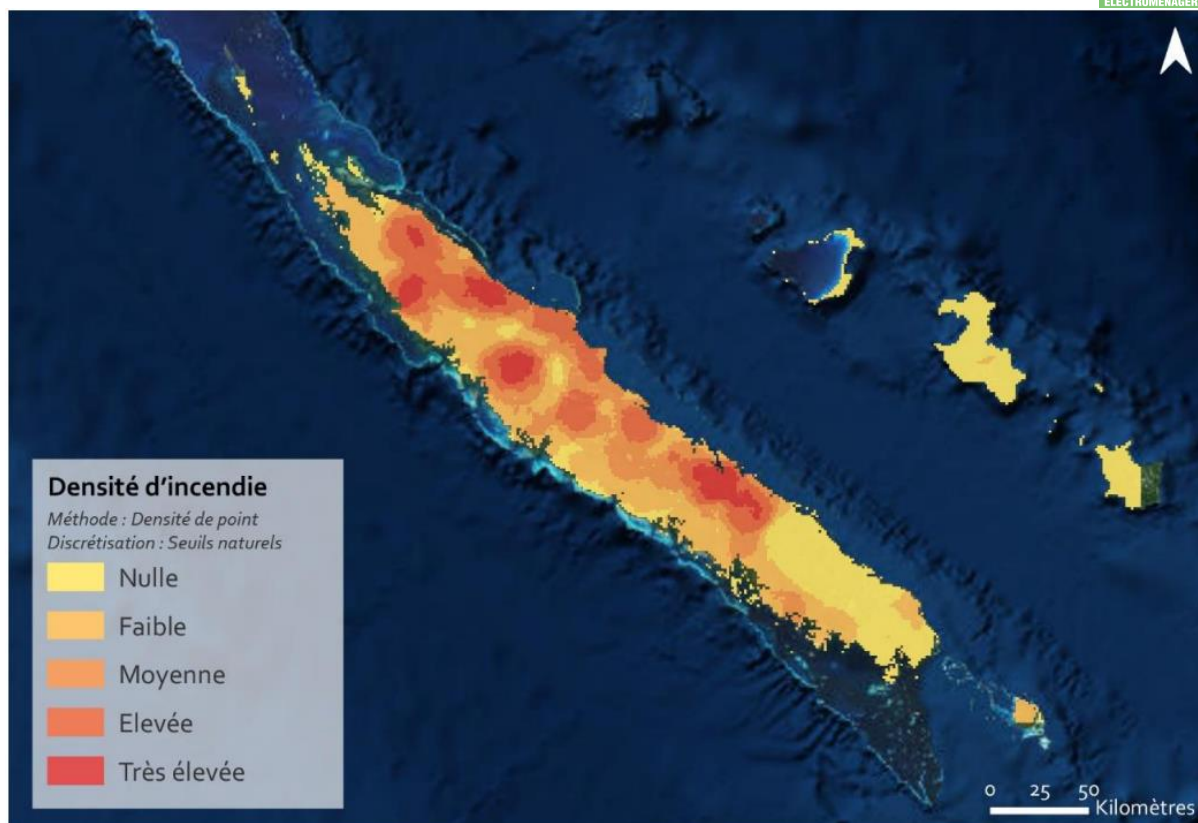 ELECTROMENAGER
Densité d'incendie
Méthode : Densité de point
Discrétisation : Seuils naturels
Nulle
Faible
Moyenne
Elevée
Très élevée
0 25 50
Kilomètres